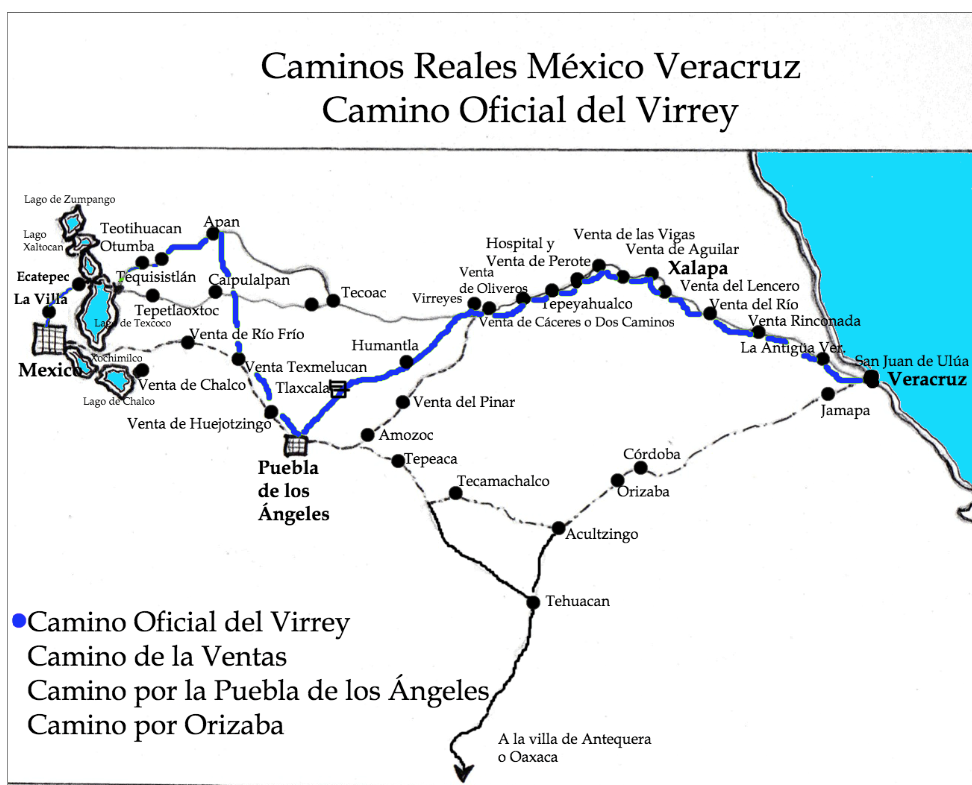 Caminos Reales México Veracruz
Camino Oficial del Virrey
Lago de Zumpango
Lago
Xaltocan
Ecatepec
La Villa
Mexico
Lago de Texcoco
Xochimilco
Lago de Chalco
Teotihuacan
Otumba
Apan
Tequisistlán
Tepetlaoxtoc
Calpulalpan
Tecoac
Venta de Río Frío
Venta de Chalco
Venta Texmelucan
Tlaxcala
Venta de Huejotzingo
Puebla
de los
Ángeles
Humantla
Virreyes
Venta
de Oliveros
Hospital y
Venta de Perote
Tepeyahualco
Venta de Cáceres o Dos Caminos
Venta de las Vigas
Venta de Aguilar
Xalapa
Venta del Lencero
Venta del Río
Venta Rinconada
La Antigüa Ver.
San Juan de Ulúa
Veracruz
Jamapa
Venta del Pinar
Amozoc
Tepeaca
Tecamachalco
Córdoba
Orizaba
Acultzingo
Tehuacan
A la villa de Antequera
o Oaxaca
Camino Oficial del Virrey
Camino de la Ventas
Camino por la Puebla de los Ángeles
Camino por Orizaba